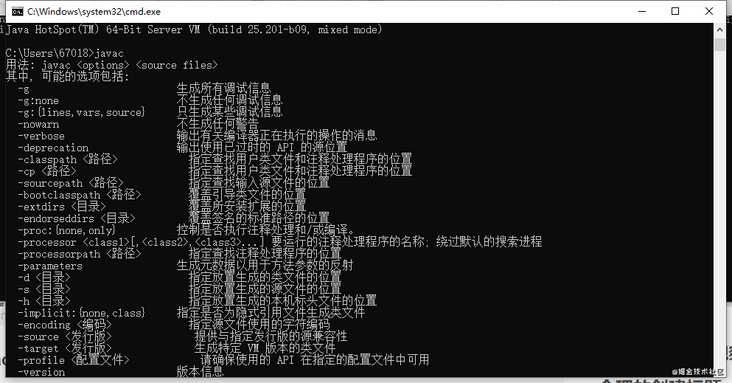 C:\Windows\system32\cmd.exe
Java HotSpot(TM) 64-Bit Server VM (build 25.201-b09, mixed mode)
C:\Users\67018>javac
用法: javac <options> <source files>
其中, 可能的选项包括:
-g 生成所有调试信息
-g:none 不生成任何调试信息
-g:{lines,vars,source} 只生成某些调试信息
-nowarn 不生成任何警告
-verbose 输出有关编译器正在执行的操作的消息
-deprecation 输出使用已过时的 API 的源位置
-classpath <路径> 指定查找用户类文件和注释处理程序的位置
-cp <路径> 指定查找用户类文件和注释处理程序的位置
-sourcepath <路径> 指定查找输入源文件的位置
-bootclasspath <路径> 覆盖引导类文件的位置
-extdirs <目录> 覆盖所安装扩展的位置
-endorseddirs <目录> 覆盖签名的标准路径的位置
-proc:{none,only} 控制是否执行注释处理和/或编译。
-processor <class1>[,<class2>,<class3>...] 要运行的注释处理程序的名称; 绕过默认的搜索进程
-processorpath <路径> 指定查找注释处理程序的位置
-parameters 生成元数据以用于方法参数的反射
-d <目录> 指定放置生成的类文件的位置
-s <目录> 指定放置生成的源文件的位置
-h <目录> 指定放置生成的本机标头文件的位置
-implicit:{none,class} 指定是否为隐式引用文件生成类文件
-encoding <编码> 指定源文件使用的字符编码
-source <发行版> 提供与指定发行版的源兼容性
-target <发行版> 生成特定 VM 版本的类文件
-profile <配置文件> 请确保使用的 API 在指定的配置文件中可用
-version 版本信息
@掘金技术社区